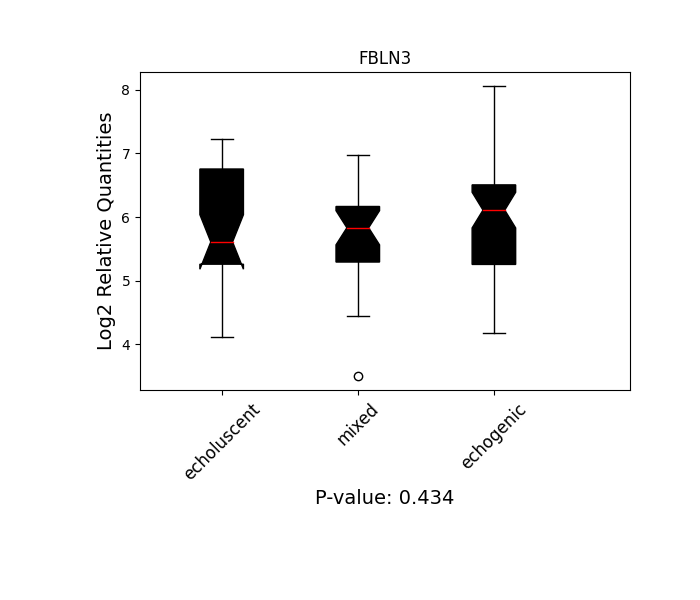 FBLN3
Log2 Relative Quantities
8
7
6
5
4
echoluscent
mixed
echogenic
P-value: 0.434